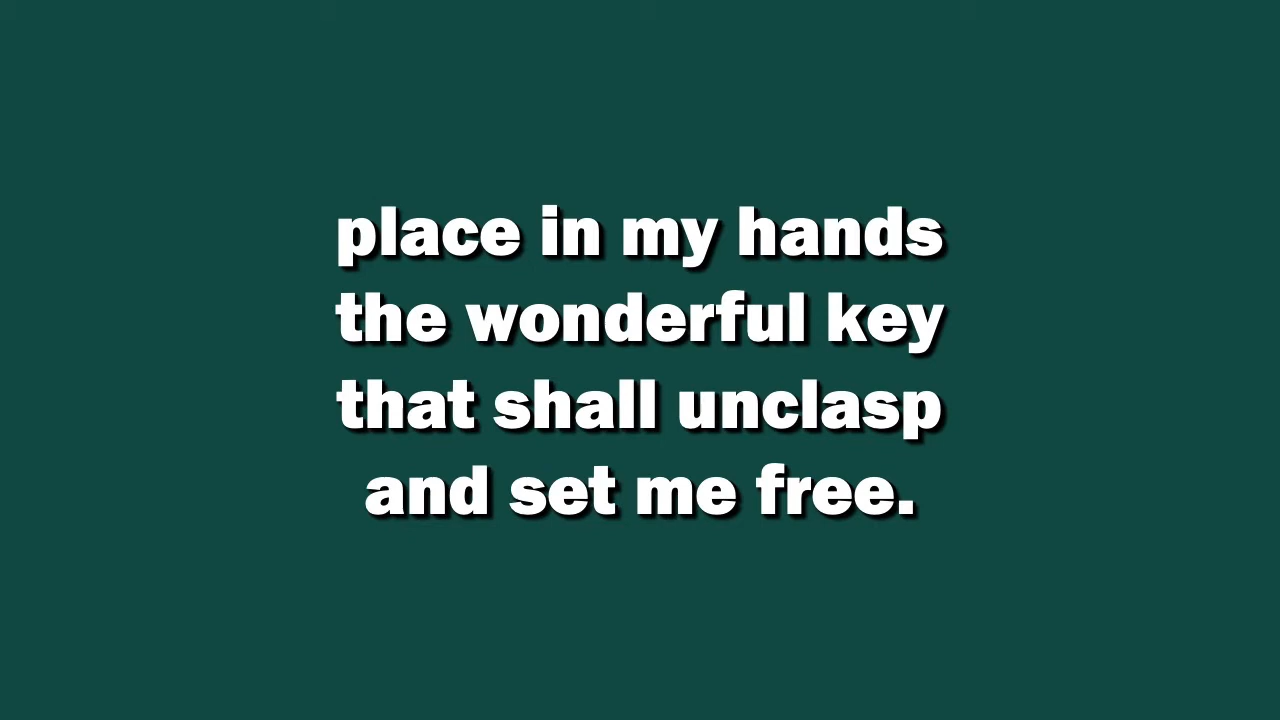 place in my hands
the wonderful key
that shall unclasp
and set me free.